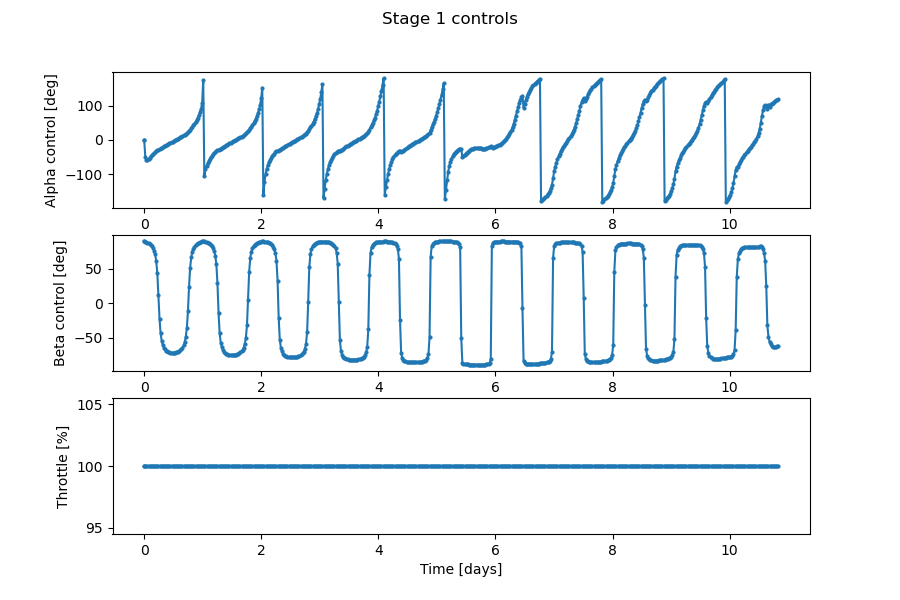 Stage 1 controls
Alpha control [deg]
100
0
−100
0 2 4 6 8 10
Beta control [deg]
50
0
−50
0 2 4 6 8 10
Throttle [%]
105
100
95
0 2 4 6 8 10
Time [days]